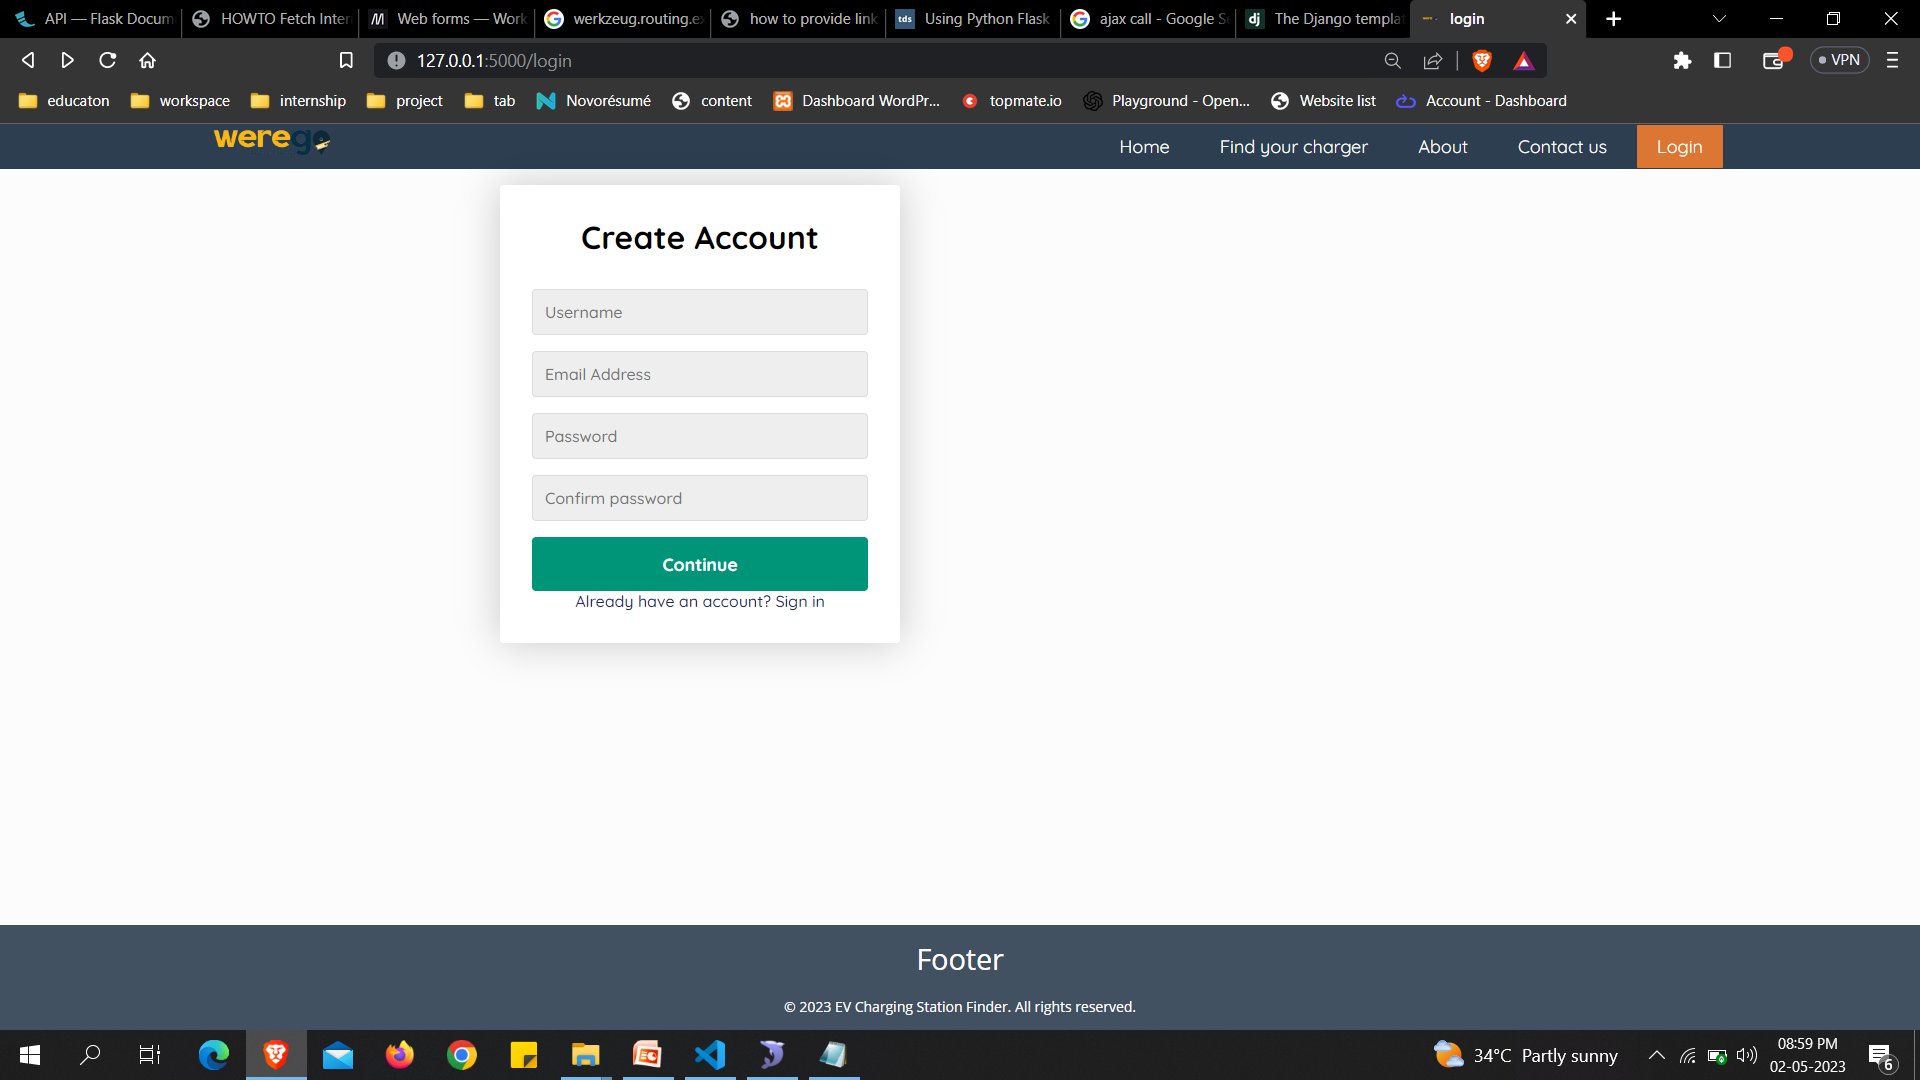 API — Flask Docum
HOWTO Fetch Inter
Web forms — Work
werkzeug.routing.ex
how to provide link
tds
Using Python Flask
ajax call - Google Se
dj
The Django templat
login
127.0.0.1:5000/login
VPN
educaton
workspace
internship
project
tab
Novorésumé
content
Dashboard WordPr...
topmate.io
Playground - Open...
Website list
Account - Dashboard
werego
Home
Find your charger
About
Contact us
Login
Create Account
Username
Email Address
Password
Confirm password
Continue
Already have an account? Sign in
Footer
© 2023 EV Charging Station Finder. All rights reserved.
34°C Partly sunny
08:59 PM
02-05-2023
6